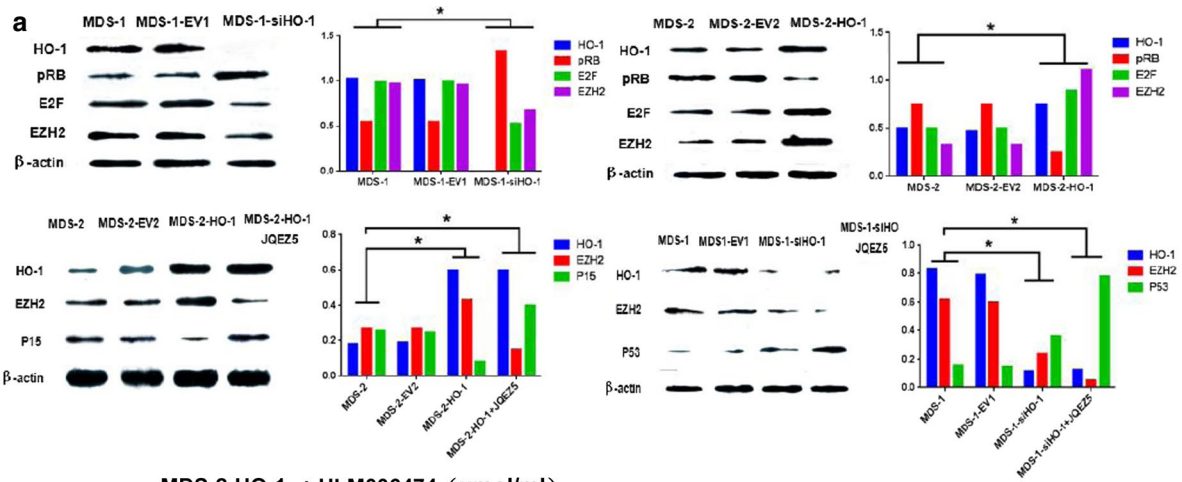 a
MDS-1 MDS-1-EV1 MDS-1-siHO-1
HO-1
pRB
E2F
EZH2
β-actin
*
1.5
1.0
0.5
0.0
MDS-1 MDS-1-EV1 MDS-1-siHO-1
HO-1
pRB
E2F
EZH2
MDS-2 MDS-2-EV2 MDS-2-HO-1
HO-1
pRB
E2F
EZH2
β-actin
*
1.5
1.0
0.5
0.0
MDS-2 MDS-2-EV2 MDS-2-HO-1
HO-1
pRB
E2F
EZH2
MDS-2 MDS-2-EV2 MDS-2-HO-1 MDS-2-HO-1
JQEZ5
HO-1
EZH2
P15
β-actin
*
*
0.8
0.6
0.4
0.2
0.0
MDS-2
MDS-2-EV2
MDS-2-HO-1
MDS-2-HO-1+JQEZ5
HO-1
EZH2
P15
MDS-1 MDS1-EV1 MDS-1-siHO-1 MDS-1-siHO
JQEZ5
HO-1
EZH2
P53
β-actin
*
*
1.0
0.8
0.6
0.4
0.2
0.0
MDS-1
MDS-1-EV1
MDS-1-siHO-1
MDS-1-siHO-1+JQEZ5
HO-1
EZH2
P53